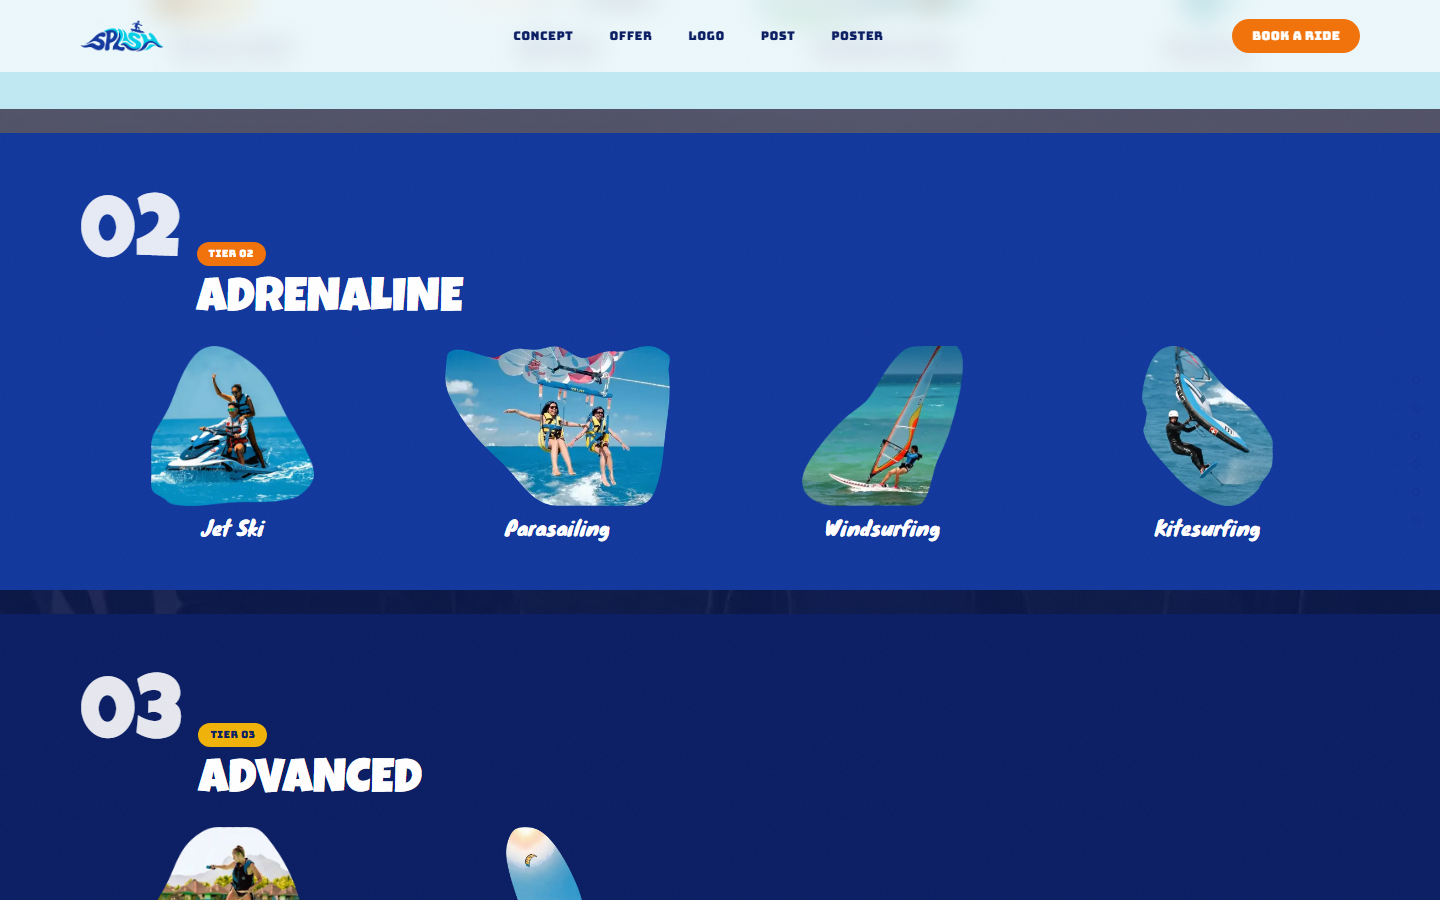 SPLASH
CONCEPT
OFFER
LOGO
POST
POSTER
BOOK A RIDE
02
TIER 02
ADRENALINE
Jet Ski
Parasailing
Windsurfing
Kitesurfing
03
TIER 03
ADVANCED